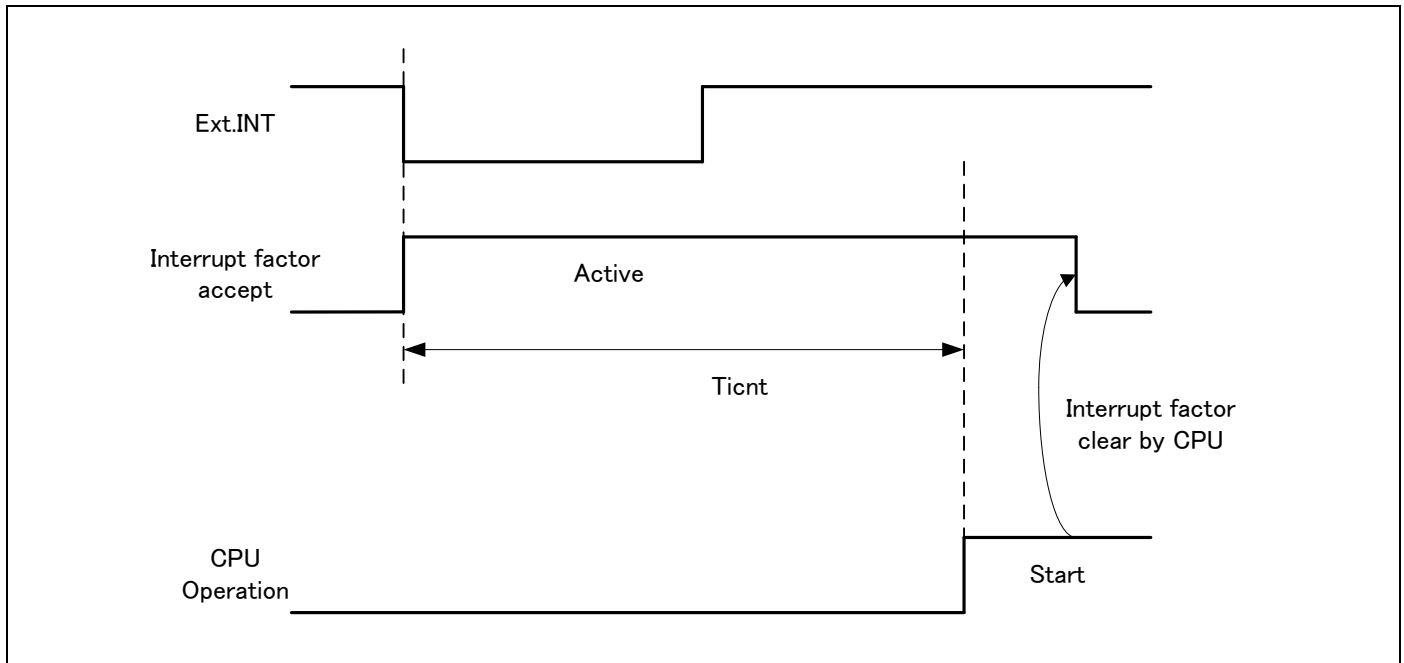 Ext.INT
Interrupt factor
accept
Active
Ticnt
Interrupt factor
clear by CPU
CPU
Operation
Start